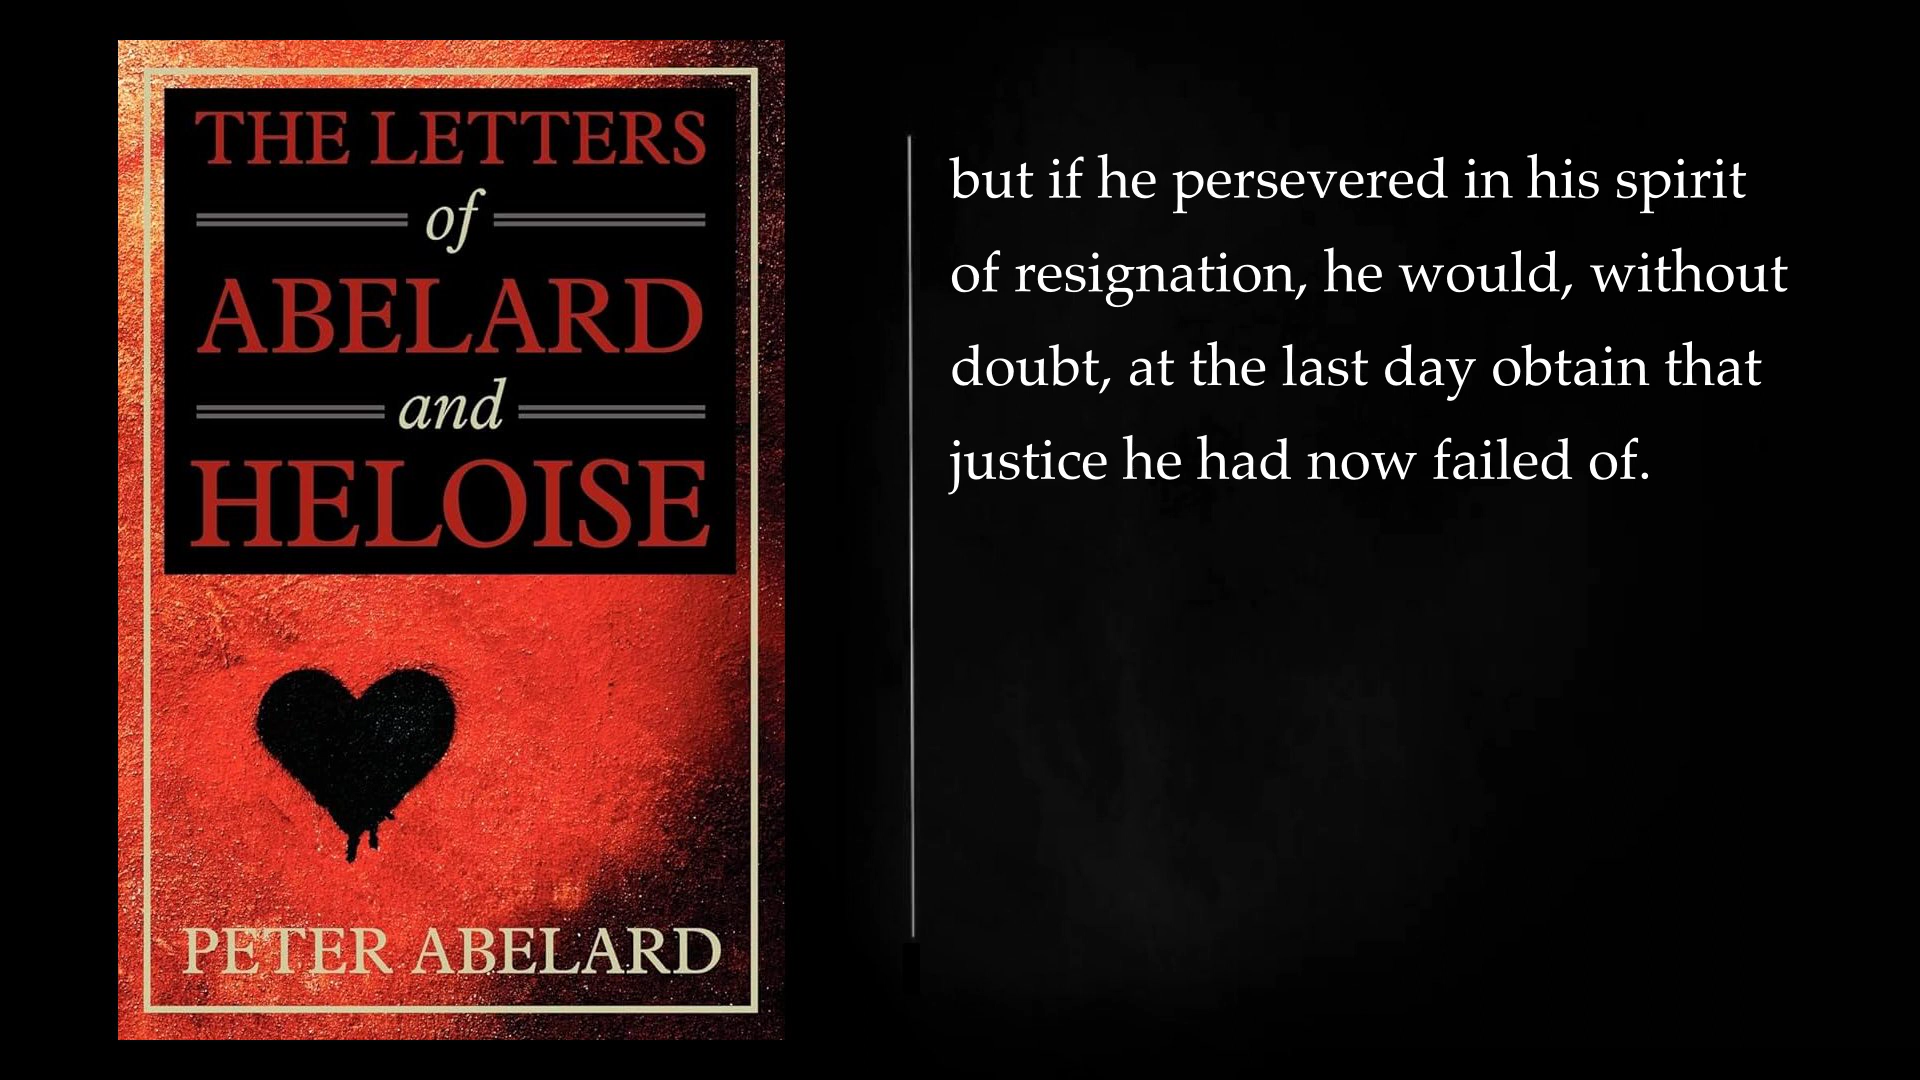 THE LETTERS
of
ABELARD
and
HELOISE
PETER ABELARD
but if he persevered in his spirit
of resignation, he would, without
doubt, at the last day obtain that
justice he had now failed of.